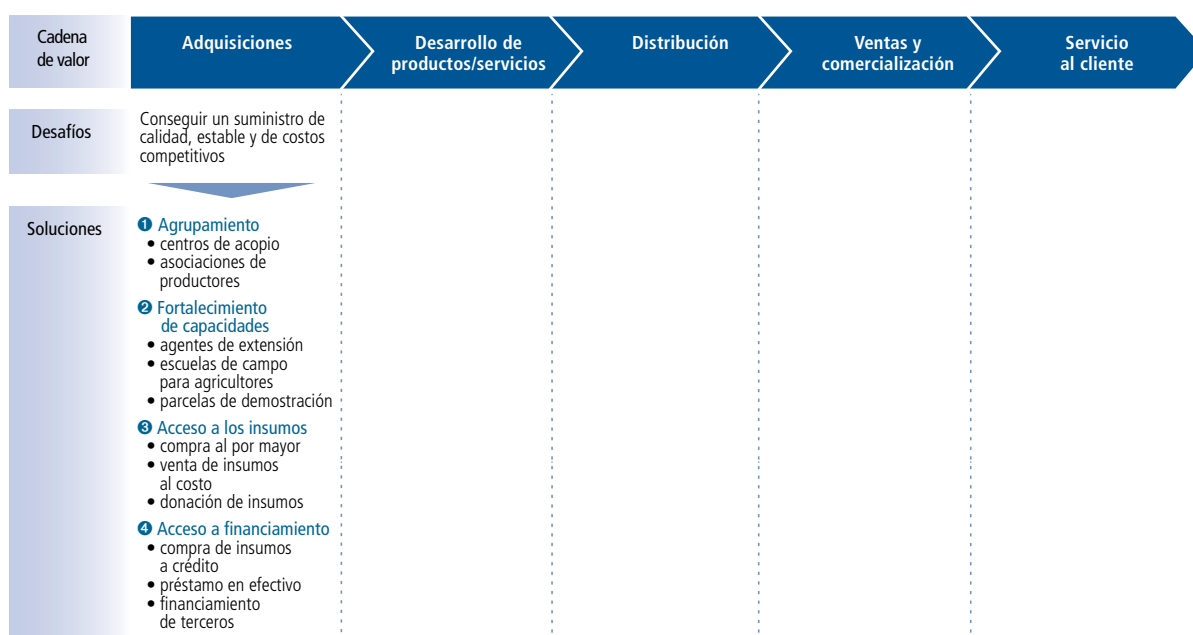 Cadena
de valor
Adquisiciones
Desarrollo de
productos/servicios
Distribución
Ventas y
comercialización
Servicio
al cliente
Desafíos
Conseguir un suministro de
calidad, estable y de costos
competitivos
Soluciones
❶ Agrupamiento
• centros de acopio
• asociaciones de
productores
❷ Fortalecimiento
de capacidades
• agentes de extensión
• escuelas de campo
para agricultores
• parcelas de demostración
❸ Acceso a los insumos
• compra al por mayor
• venta de insumos
al costo
• donación de insumos
❹ Acceso a financiamiento
• compra de insumos
a crédito
• préstamo en efectivo
• financiamiento
de terceros